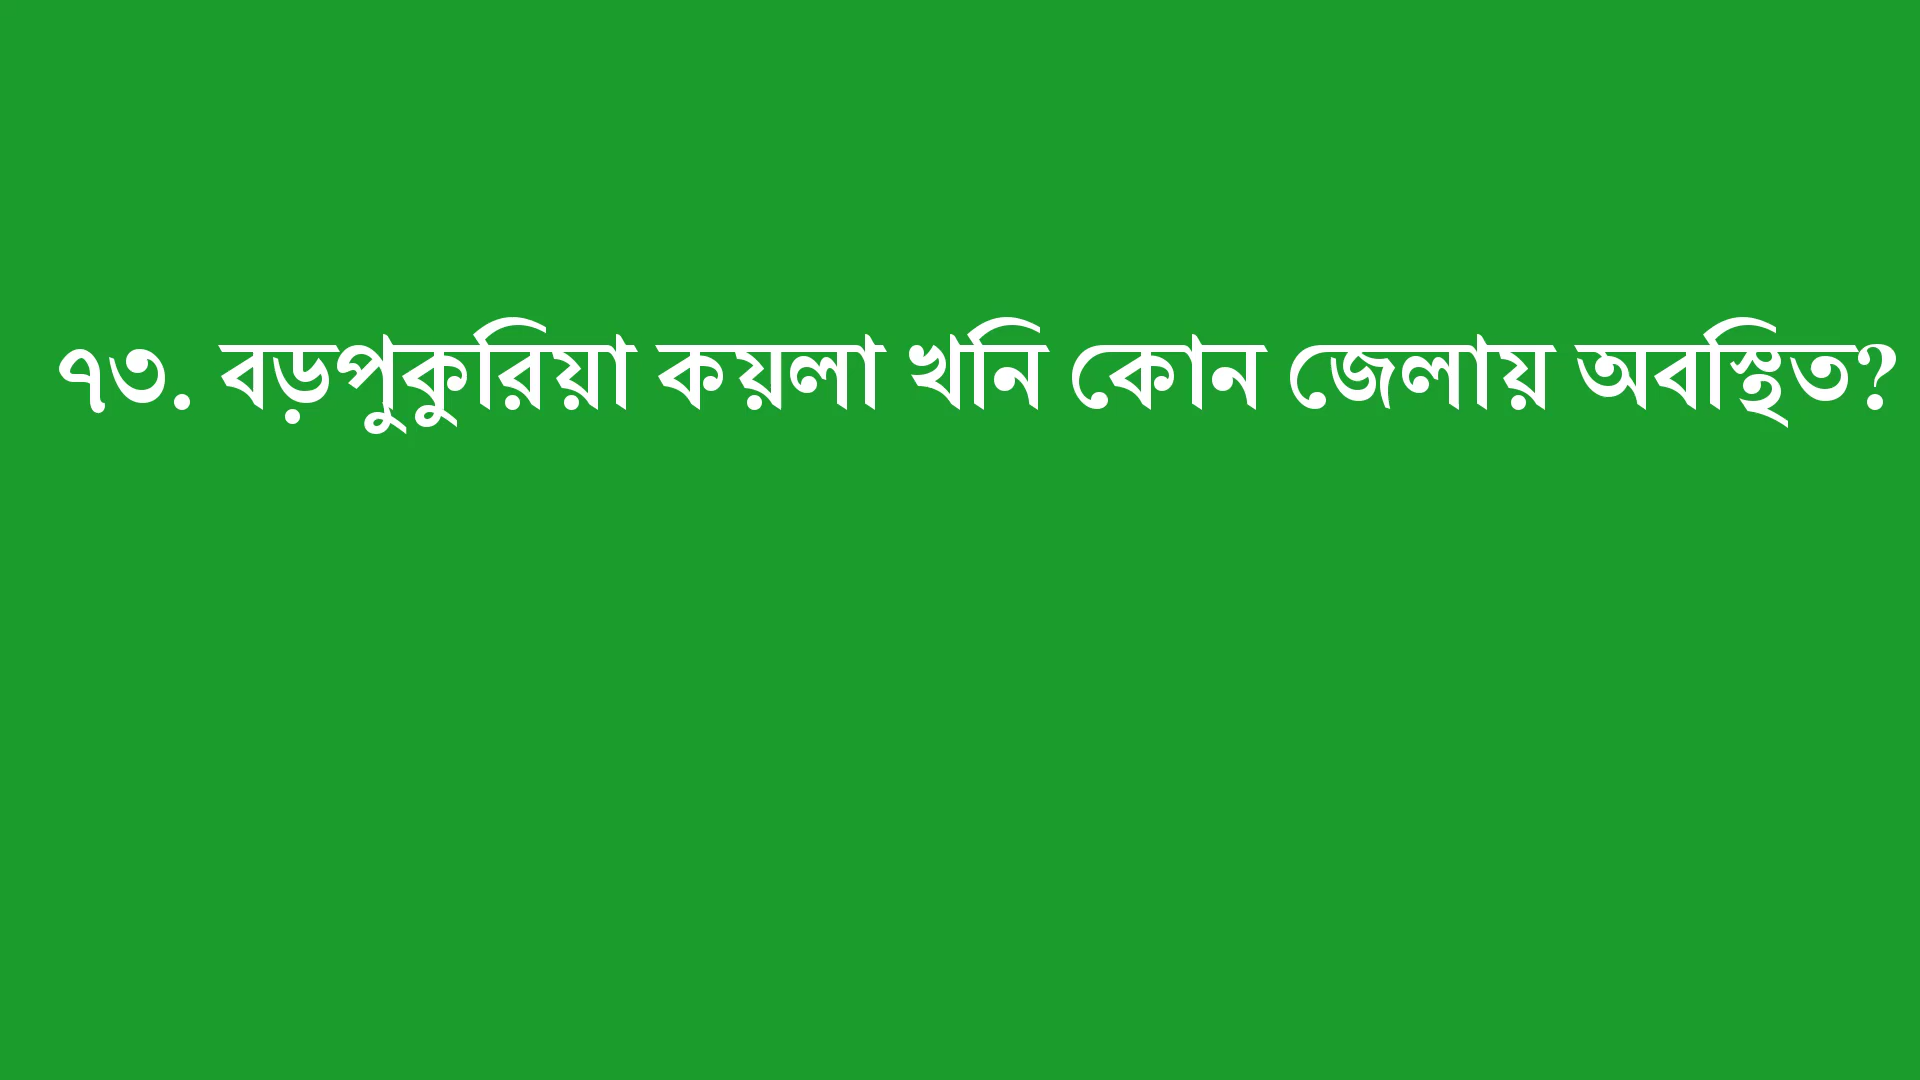 ৭৩. বড়পুকুরিয়া কয়লা খনি কোন জেলায় অবস্থিত?